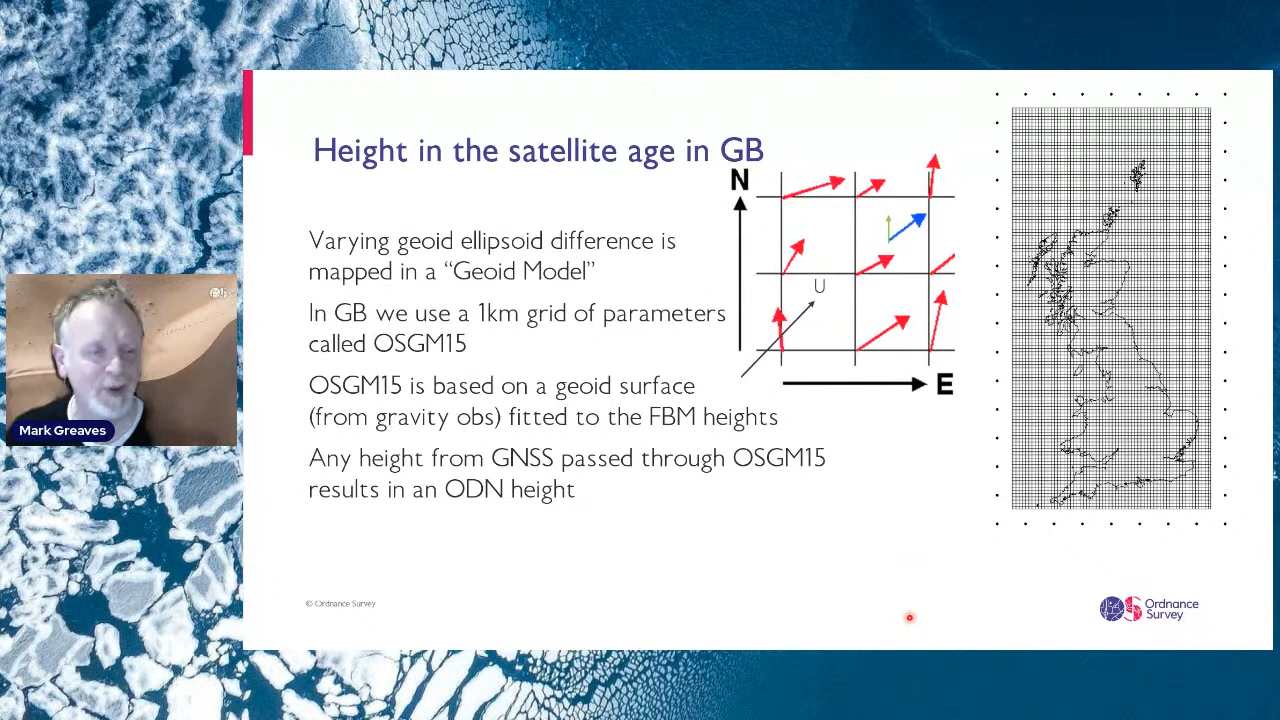 Height in the satellite age in GB
N
Varying geoid ellipsoid difference is
mapped in a “Geoid Model”
U
In GB we use a 1km grid of parameters
called OSGM15
E
OSGM15 is based on a geoid surface
(from gravity obs) fitted to the FBM heights
Mark Greaves
Any height from GNSS passed through OSGM15
results in an ODN height
© Ordnance Survey
Ordnance
Survey